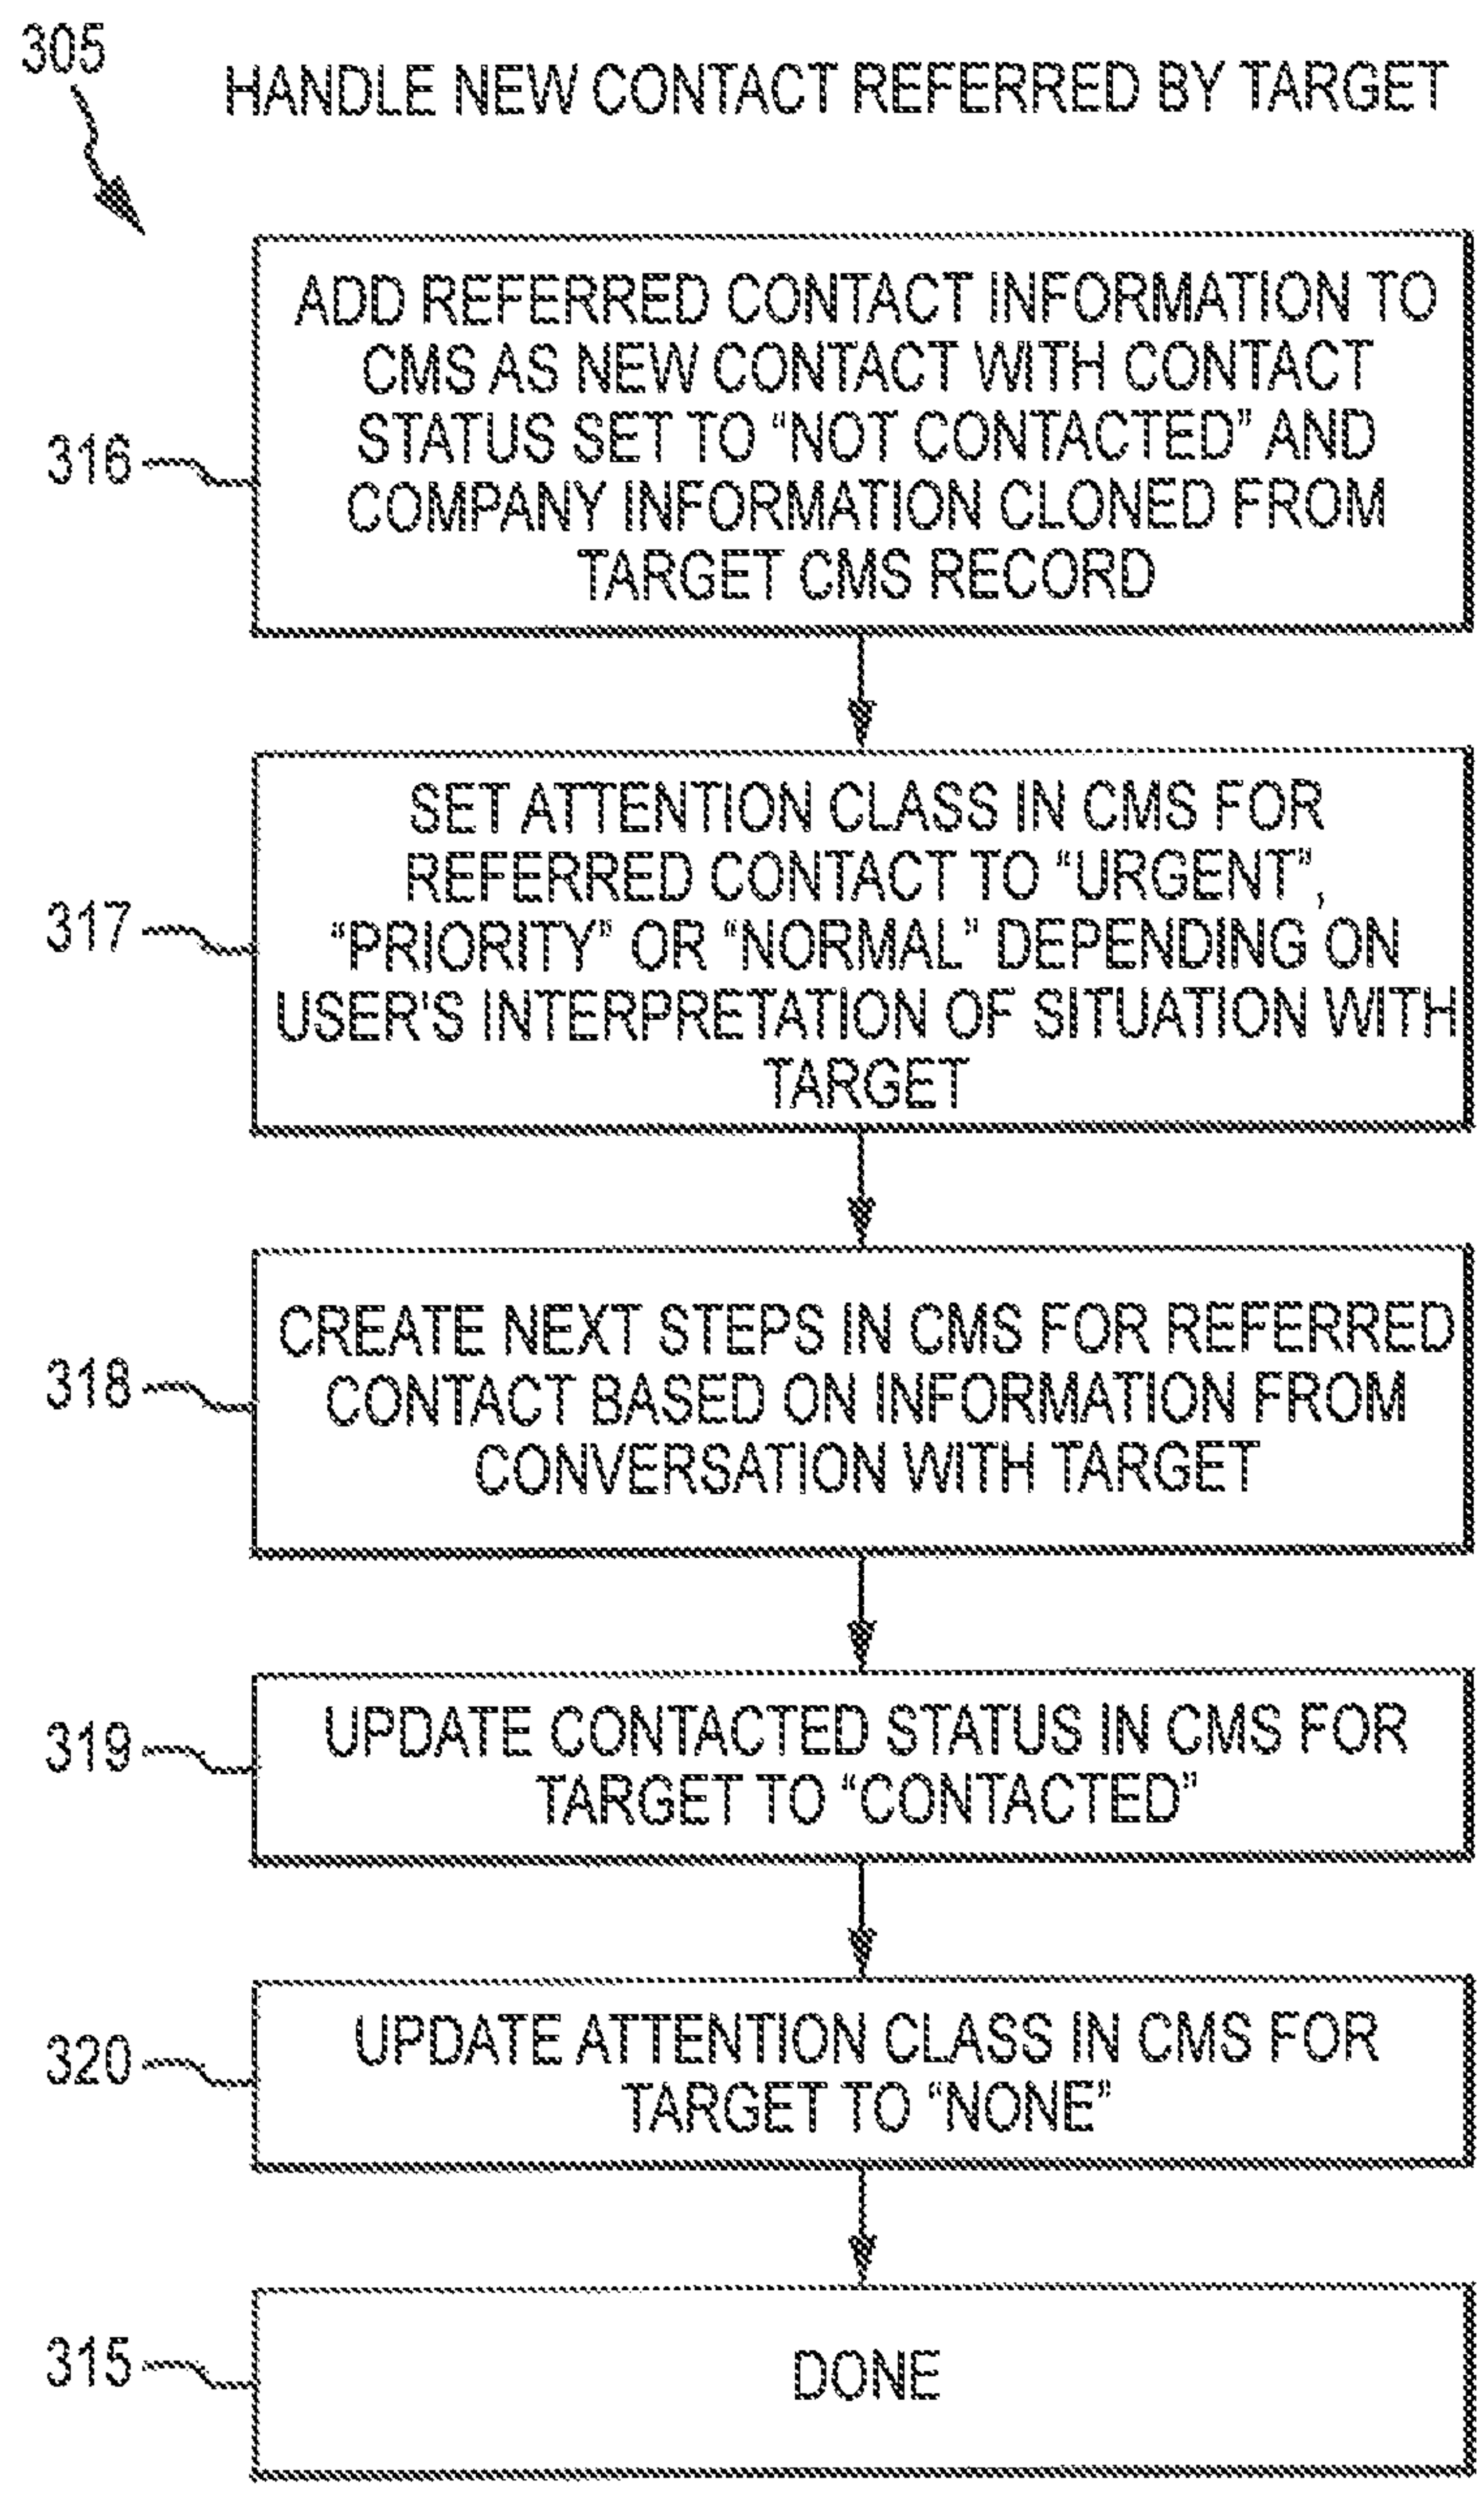 305
HANDLE NEW CONTACT REFERRED BY TARGET
ADD REFERRED CONTACT INFORMATION TO
CMS AS NEW CONTACT WITH CONTACT
STATUS SET TO “NOT CONTACTED” AND
COMPANY INFORMATION CLONED FROM
TARGET CMS RECORD
316
SET ATTENTION CLASS IN CMS FOR
REFERRED CONTACT TO “URGENT”,
“PRIORITY” OR “NORMAL” DEPENDING ON
USER'S INTERPRETATION OF SITUATION WITH
TARGET
317
CREATE NEXT STEPS IN CMS FOR REFERRED
CONTACT BASED ON INFORMATION FROM
CONVERSATION WITH TARGET
318
UPDATE CONTACTED STATUS IN CMS FOR
TARGET TO “CONTACTED”
319
UPDATE ATTENTION CLASS IN CMS FOR
TARGET TO “NONE”
320
DONE
315